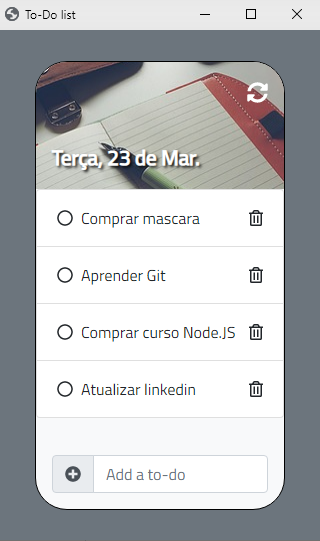 To-Do list
Terça, 23 de Mar.
Comprar mascara
Aprender Git
Comprar curso Node.JS
Atualizar linkedin
Add a to-do